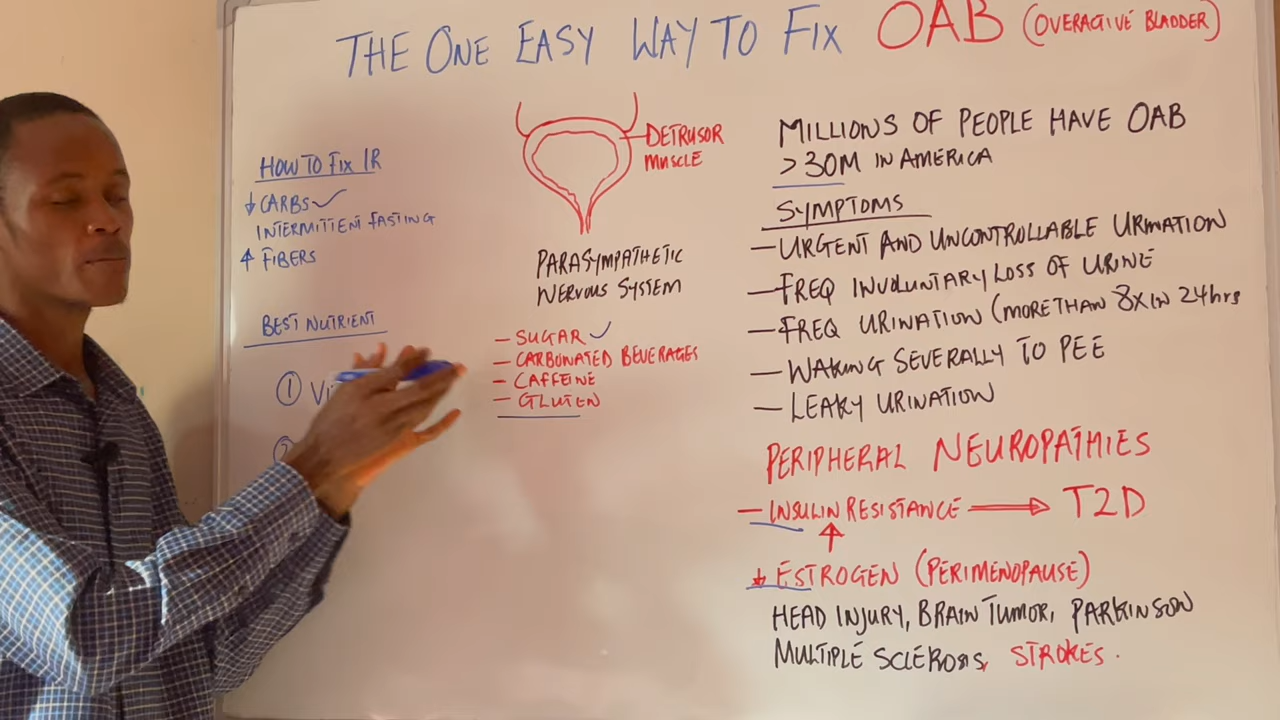 THE ONE EASY WAY TO FIX OAB (OVERACTIVE BLADDER)
HOW TO FIX IR
↓ CARBS ✓
INTERMITTENT FASTING
↑ FIBERS
BEST NUTRIENT
①
②
DETRUSOR
MUSCLE
PARASYMPATHETIC
NERVOUS SYSTEM
— SUGAR ✓
— CARBONATED BEVERAGES
— CAFFEINE
— GLUTEN
MILLIONS OF PEOPLE HAVE OAB
>30M IN AMERICA
SYMPTOMS
— URGENT AND UNCONTROLLABLE URINATION
— FREQ INVOLUNTARY LOSS OF URINE
— FREQ URINATION (MORE THAN 8X IN 24hrs
— WAKING SEVERALLY TO PEE
— LEAKY URINATION
PERIPHERAL NEUROPATHIES
— INSULIN RESISTANCE ⟹ T2D
↑
↓ ESTROGEN (PERIMENOPAUSE)
HEAD INJURY, BRAIN TUMOR, PARKINSON
MULTIPLE SCLEROSIS, STROKES.